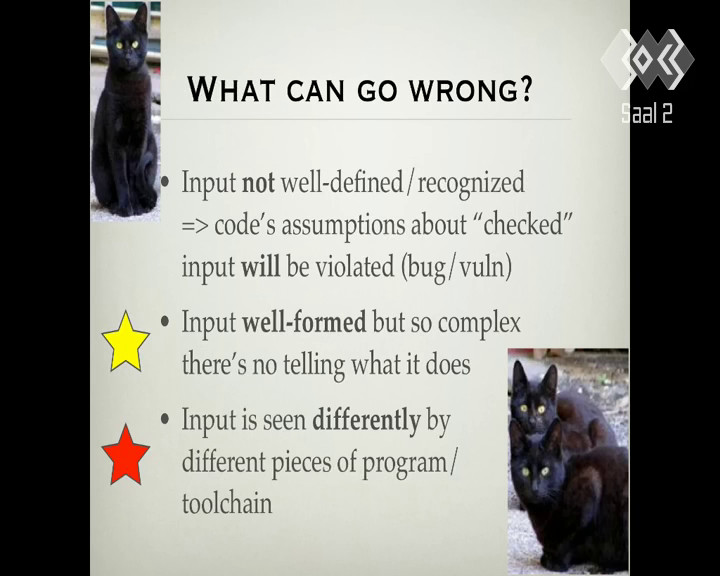 WHAT CAN GO WRONG?
Saal 2
• Input not well-defined/recognized
=> code's assumptions about “checked”
input will be violated (bug/vuln)
• Input well-formed but so complex
there's no telling what it does
• Input is seen differently by
different pieces of program/
toolchain